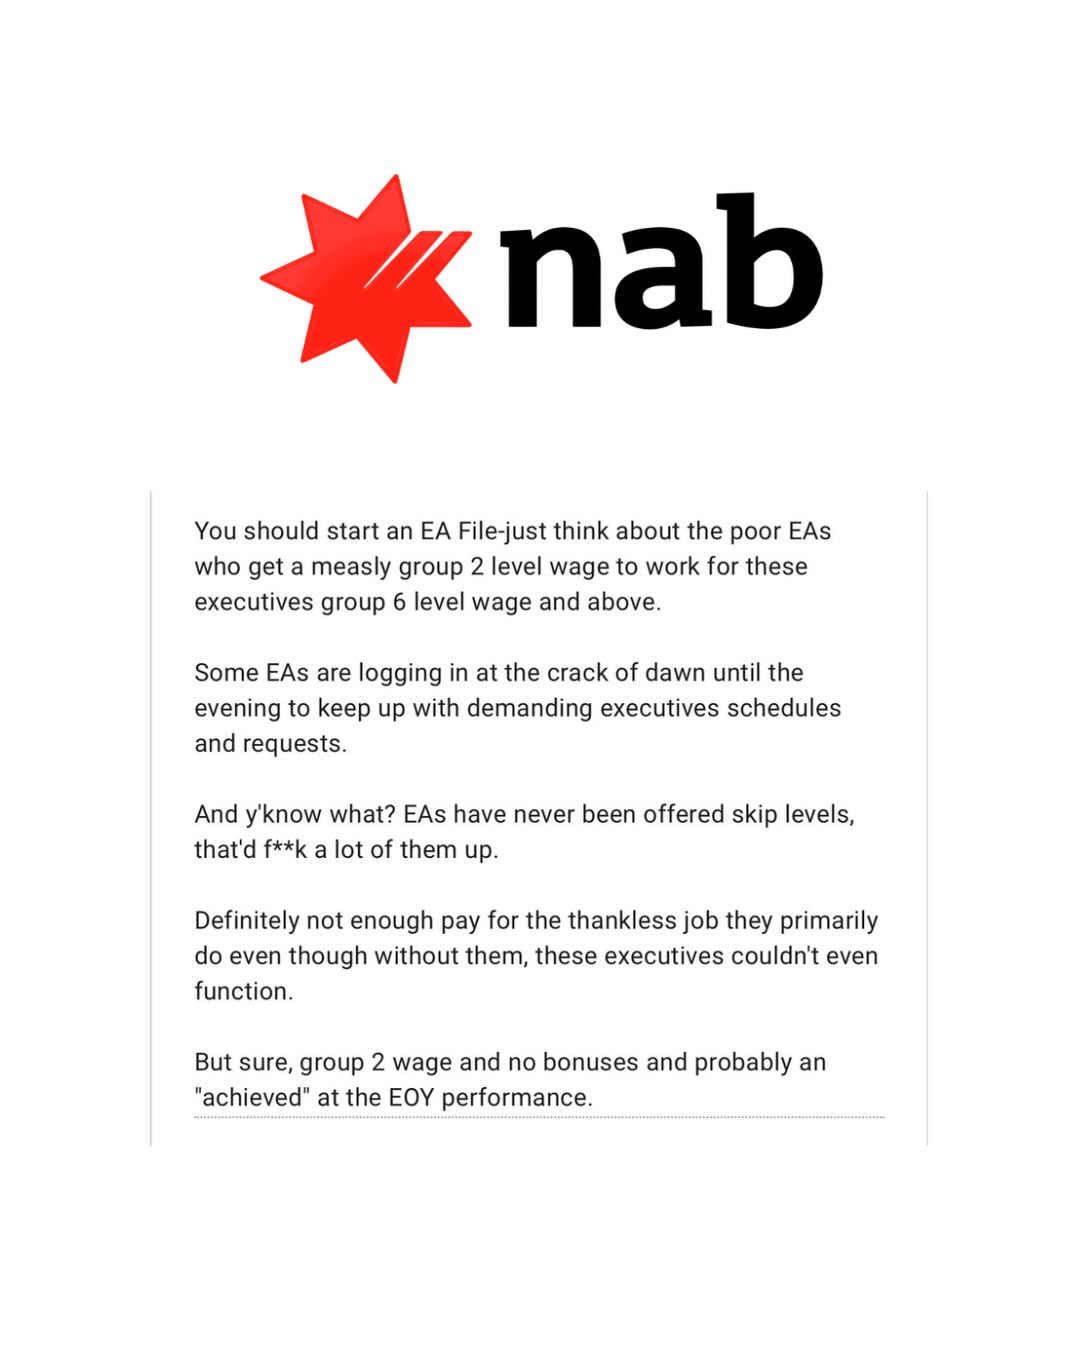 nab
You should start an EA File-just think about the poor EAs
who get a measly group 2 level wage to work for these
executives group 6 level wage and above.
Some EAs are logging in at the crack of dawn until the
evening to keep up with demanding executives schedules
and requests.
And y'know what? EAs have never been offered skip levels,
that'd f**k a lot of them up.
Definitely not enough pay for the thankless job they primarily
do even though without them, these executives couldn't even
function.
But sure, group 2 wage and no bonuses and probably an
"achieved" at the EOY performance.